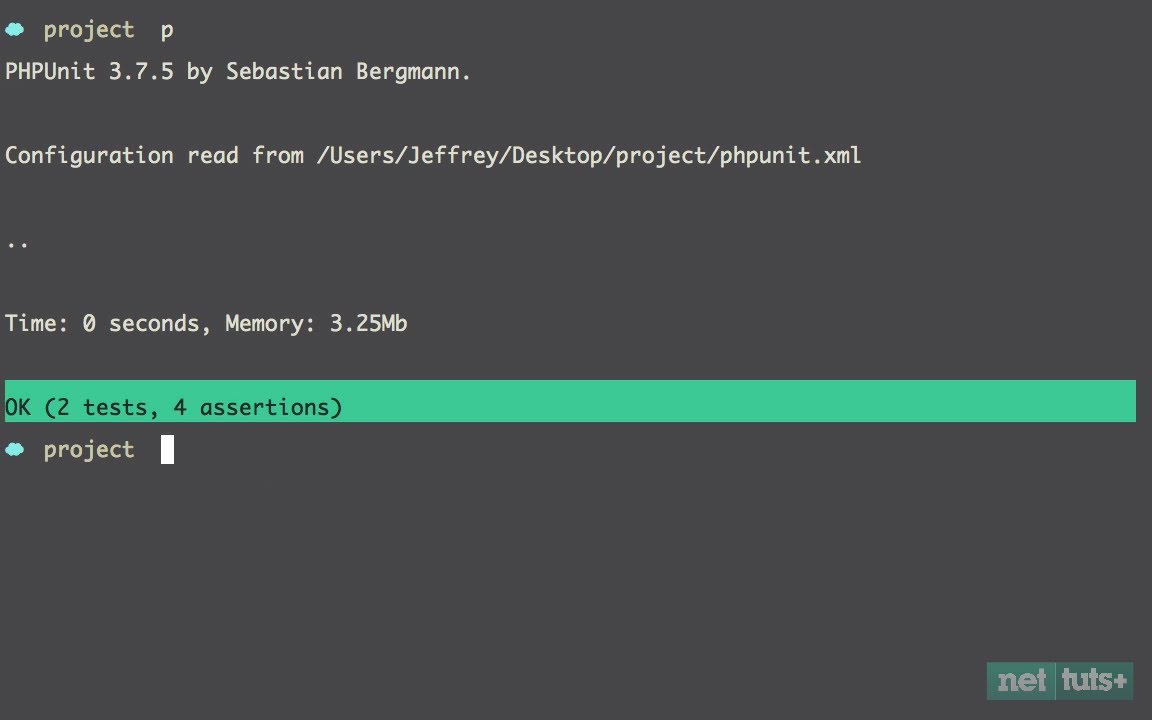 project p
PHPUnit 3.7.5 by Sebastian Bergmann.
Configuration read from /Users/Jeffrey/Desktop/project/phpunit.xml
..
Time: 0 seconds, Memory: 3.25Mb
OK (2 tests, 4 assertions)
project
net tuts+